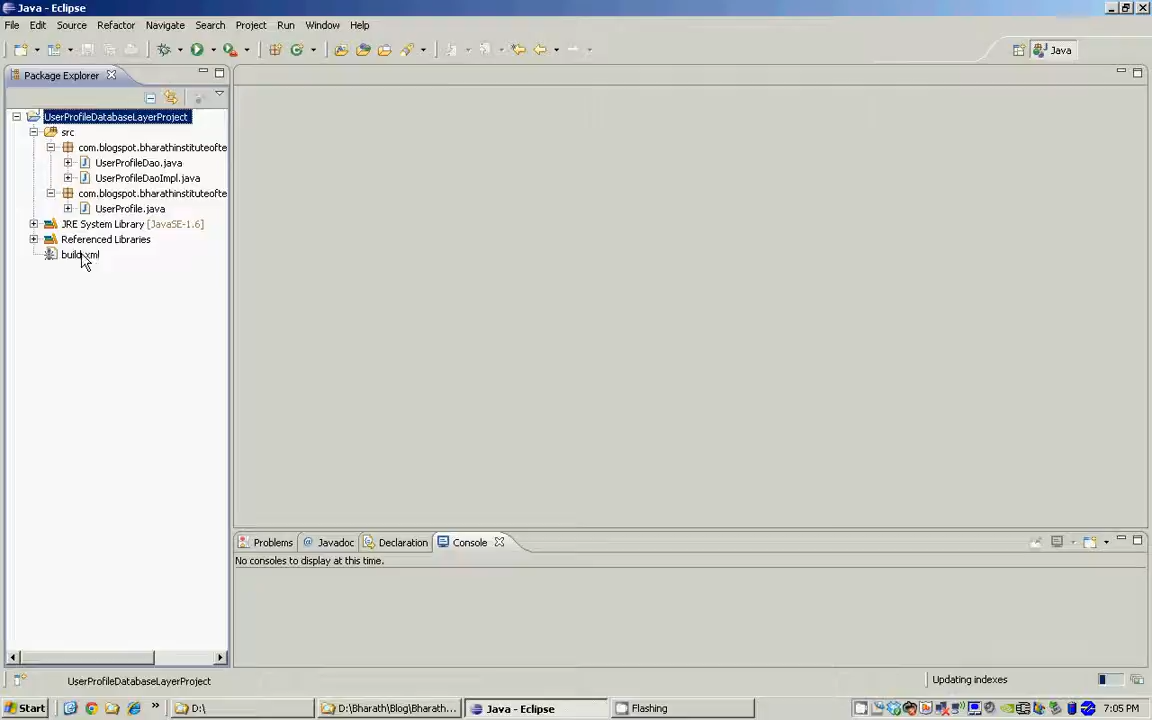 Java - Eclipse
File Edit Source Refactor Navigate Search Project Run Window Help
Java
Package Explorer
UserProfileDatabaseLayerProject
src
com.blogspot.bharathinstituteofte
UserProfileDao.java
UserProfileDaoImpl.java
com.blogspot.bharathinstituteofte
UserProfile.java
JRE System Library [JavaSE-1.6]
Referenced Libraries
build.xml
Problems Javadoc Declaration Console
No consoles to display at this time.
UserProfileDatabaseLayerProject
Updating indexes
Start D:\ D:\Bharath\Blog\Bharath... Java - Eclipse Flashing 7:05 PM